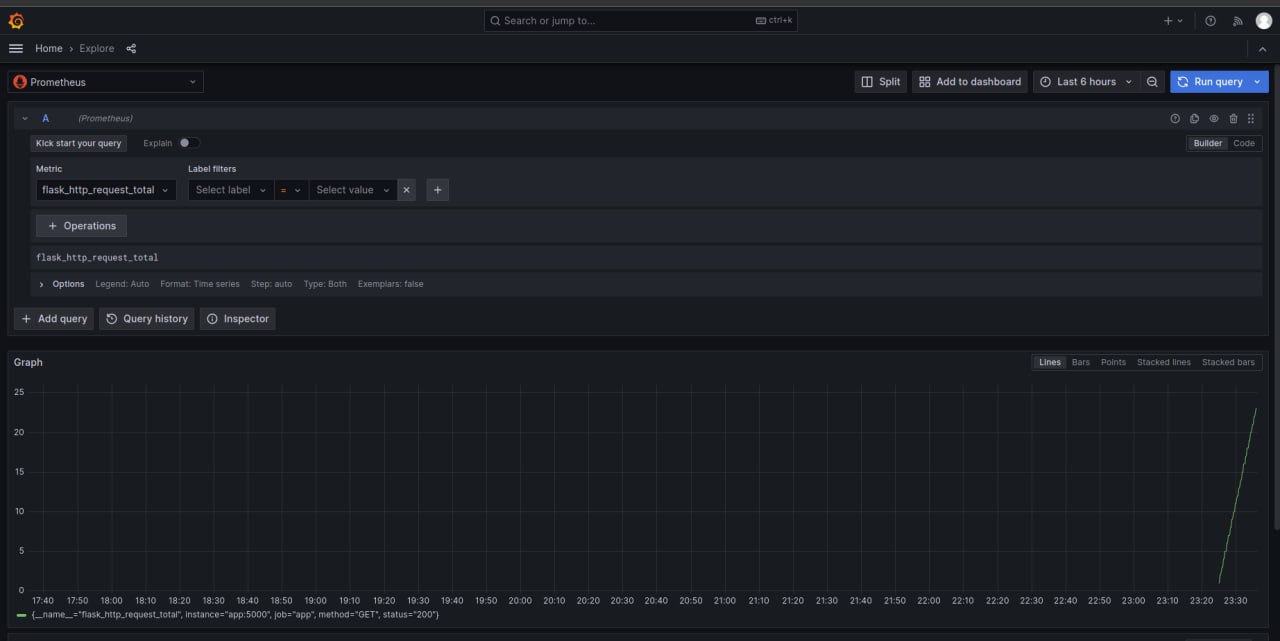 Search or jump to...
ctrl+k
Home › Explore
Prometheus
Split
Add to dashboard
Last 6 hours
Run query
A (Prometheus)
Kick start your query
Explain
Builder Code
Metric Label filters
flask_http_request_total Select label = Select value
Operations
flask_http_request_total
Options Legend: Auto Format: Time series Step: auto Type: Both Exemplars: false
Add query Query history Inspector
Graph Lines Bars Points Stacked lines Stacked bars
25
20
15
10
5
0
17:40 17:50 18:00 18:10 18:20 18:30 18:40 18:50 19:00 19:10 19:20 19:30 19:40 19:50 20:00 20:10 20:20 20:30 20:40 20:50 21:00 21:10 21:20 21:30 21:40 21:50 22:00 22:10 22:20 22:30 22:40 22:50 23:00 23:10 23:20 23:30
{__name__="flask_http_request_total", instance="app:5000", job="app", method="GET", status="200"}